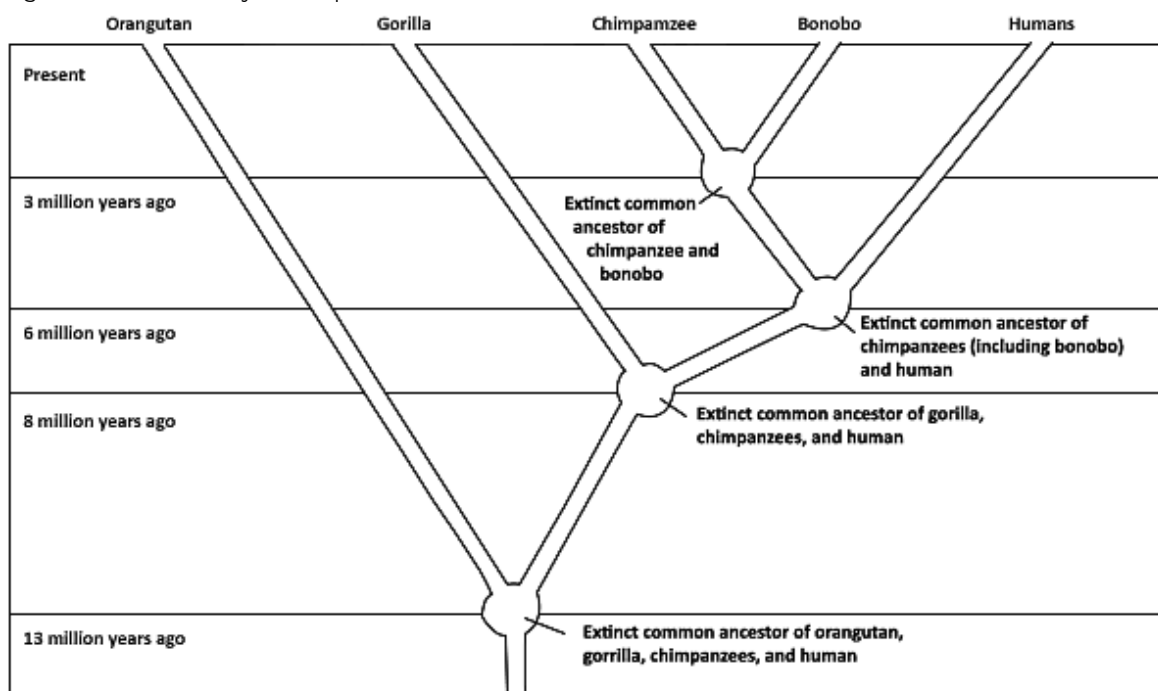 Orangutan Gorilla Chimpamzee Bonobo Humans
Present
3 million years ago
Extinct common
ancestor of
chimpanzee and
bonobo
6 million years ago
Extinct common ancestor of
chimpanzees (including bonobo)
and human
8 million years ago
Extinct common ancestor of gorilla,
chimpanzees, and human
13 million years ago
Extinct common ancestor of orangutan,
gorrilla, chimpanzees, and human